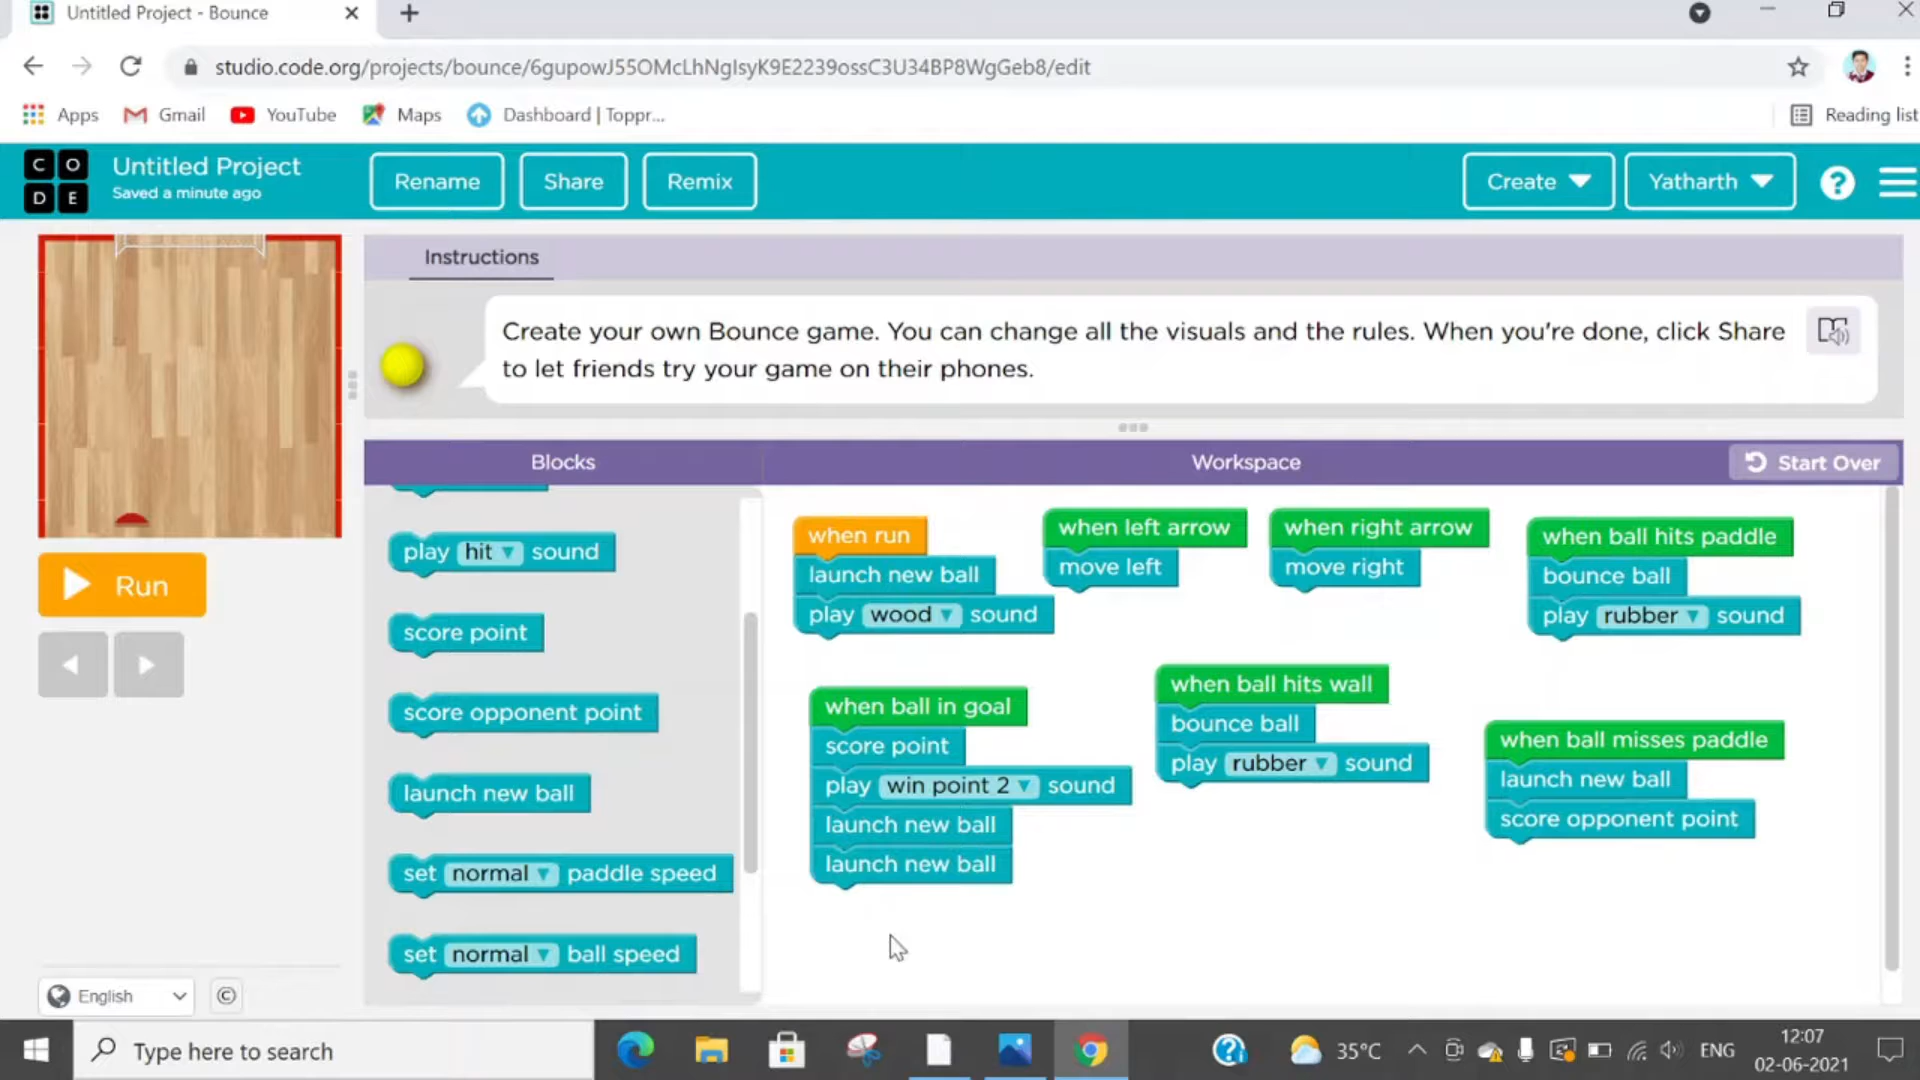 Untitled Project - Bounce
studio.code.org/projects/bounce/6gupowJ55OMcLhNgIsyK9E2239ossC3U34BP8WgGeb8/edit
Apps
Gmail
YouTube
Maps
Dashboard | Toppr...
Reading list
C O
D E
Untitled Project
Saved a minute ago
Rename
Share
Remix
Create
Yatharth
?
Instructions
Create your own Bounce game. You can change all the visuals and the rules. When you're done, click Share
to let friends try your game on their phones.
Run
English
©
Blocks
Workspace
Start Over
play hit sound
score point
score opponent point
launch new ball
set normal paddle speed
set normal ball speed
when run
launch new ball
play wood sound
when left arrow
move left
when right arrow
move right
when ball hits paddle
bounce ball
play rubber sound
when ball in goal
score point
play win point 2 sound
launch new ball
launch new ball
when ball hits wall
bounce ball
play rubber sound
when ball misses paddle
launch new ball
score opponent point
Type here to search
35°C
ENG
12:07
02-06-2021